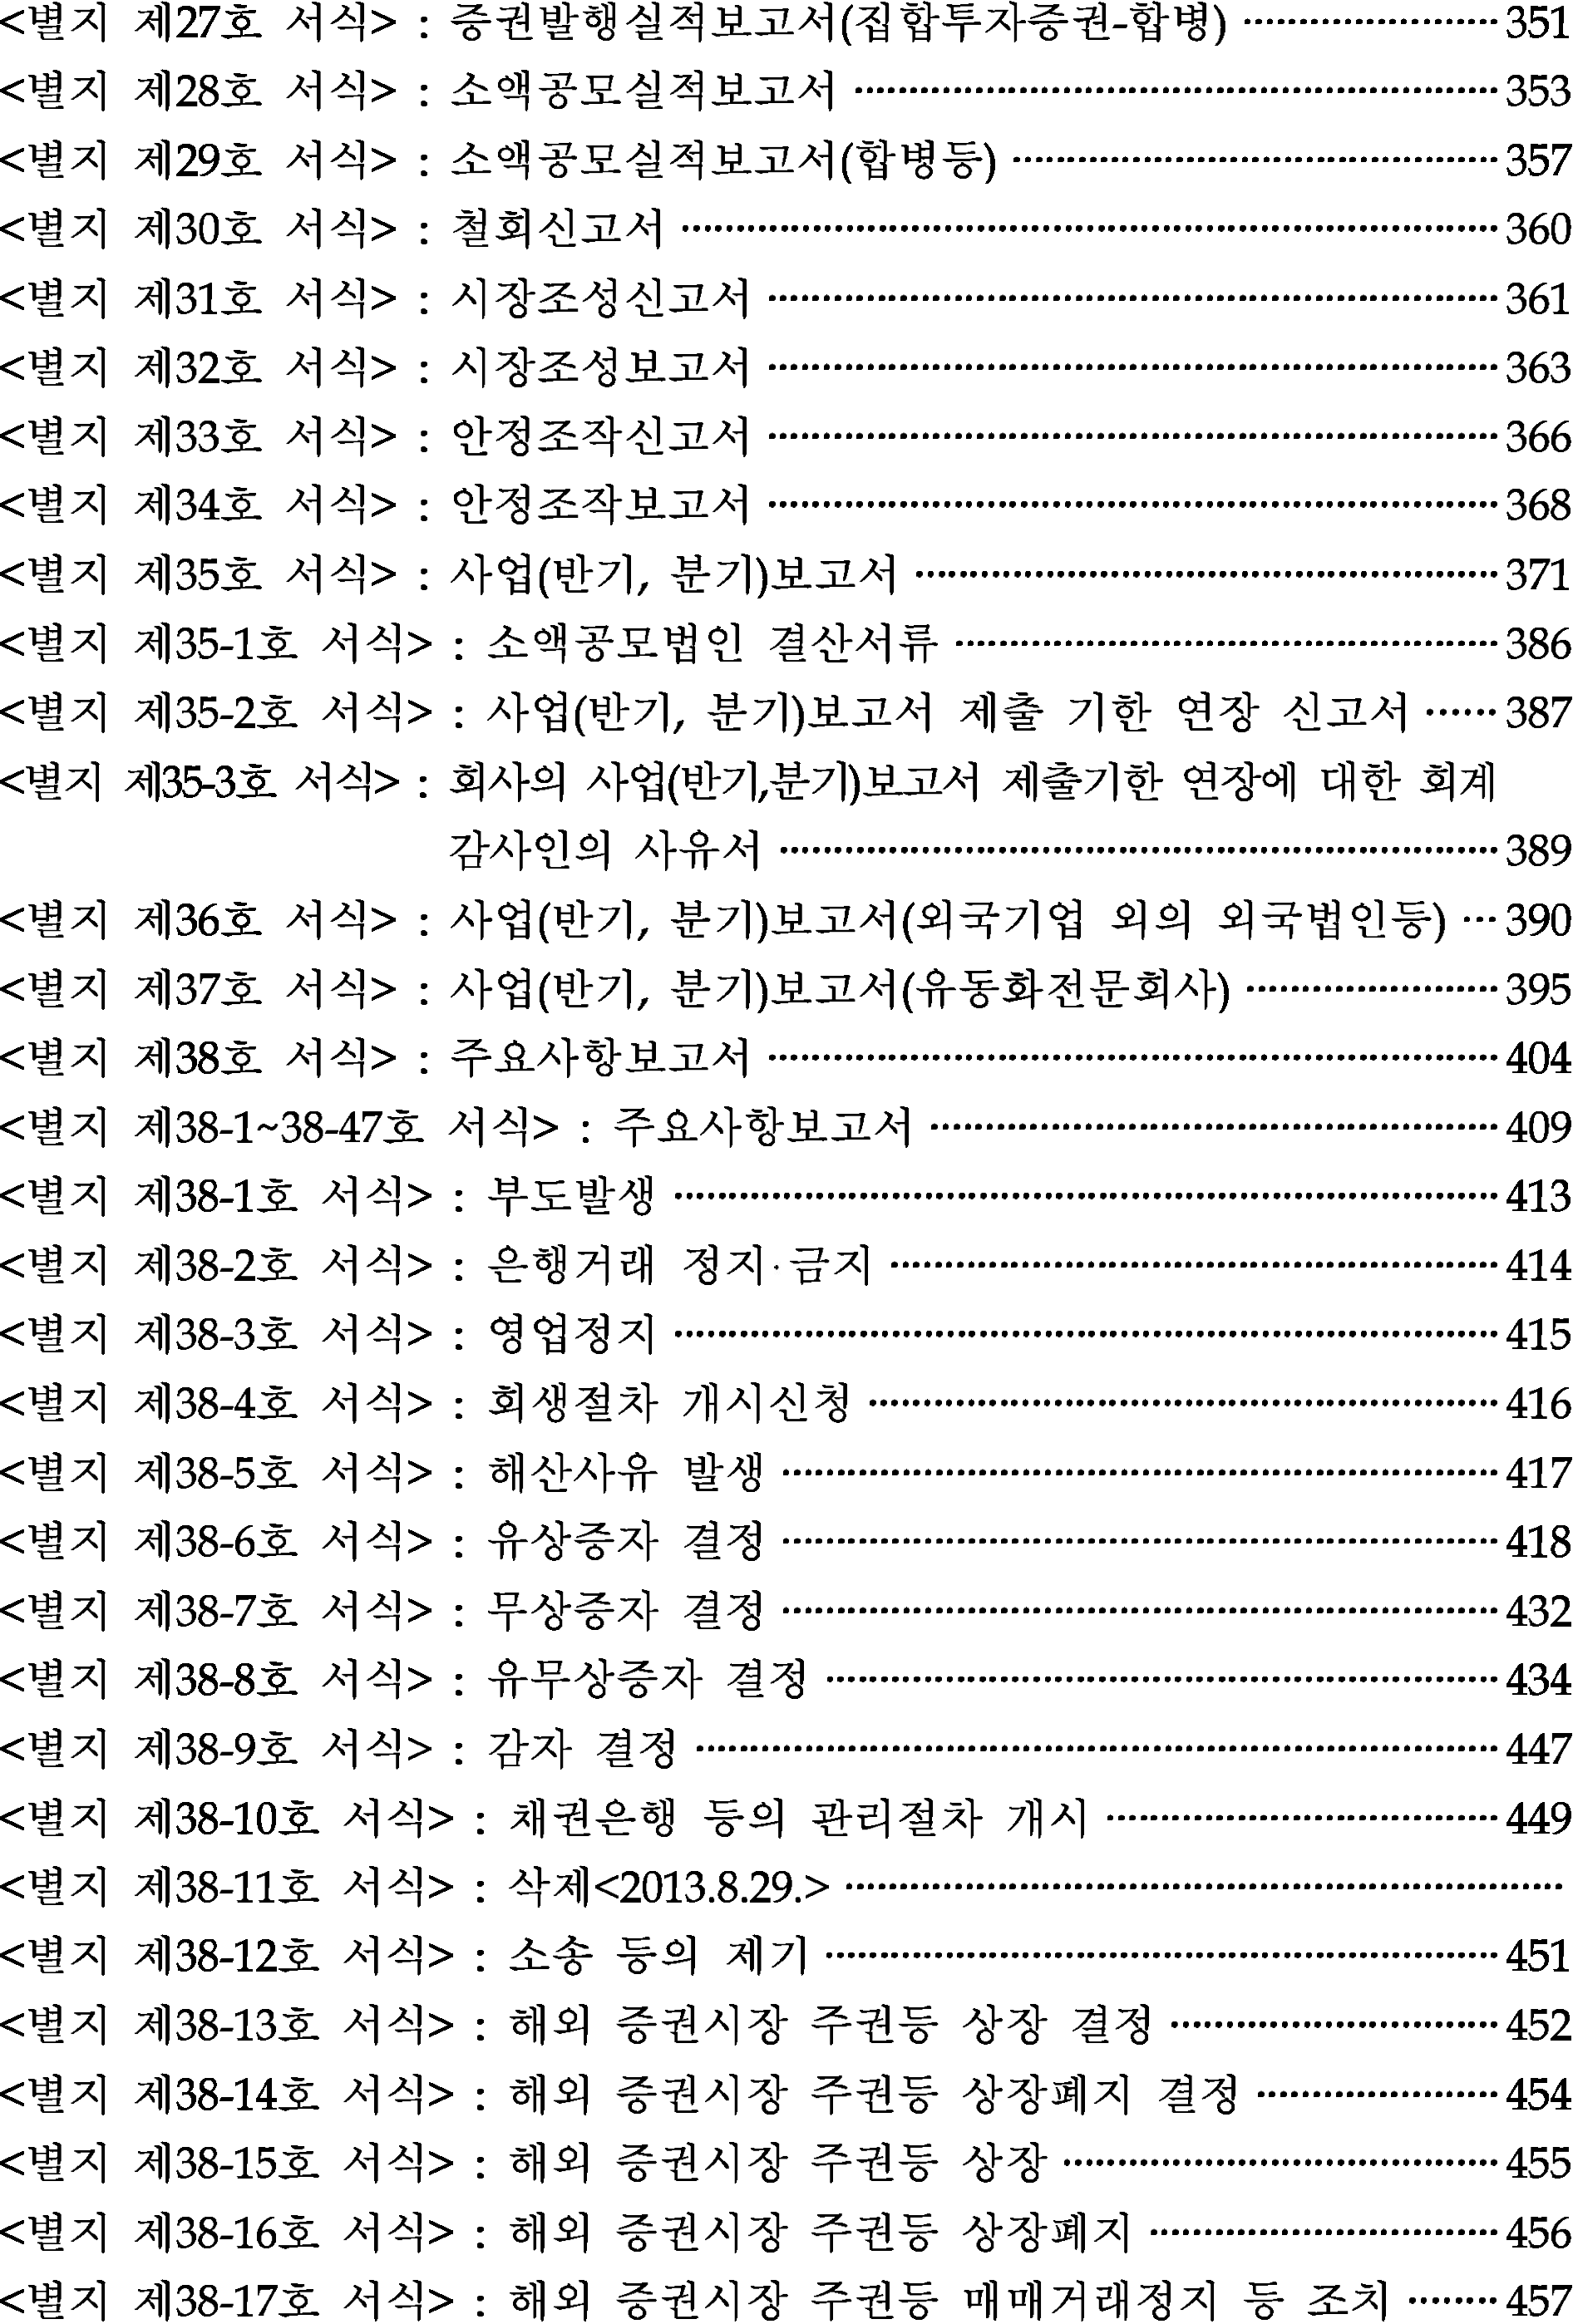 <별지 제27호 서식> : 증권발행실적보고서(집합투자증권-합병) ······················· 351
<별지 제28호 서식> : 소액공모실적보고서 ······················· 353
<별지 제29호 서식> : 소액공모실적보고서(합병등) ······················· 357
<별지 제30호 서식> : 철회신고서 ······················· 360
<별지 제31호 서식> : 시장조성신고서 ······················· 361
<별지 제32호 서식> : 시장조성보고서 ······················· 363
<별지 제33호 서식> : 안정조작신고서 ······················· 366
<별지 제34호 서식> : 안정조작보고서 ······················· 368
<별지 제35호 서식> : 사업(반기, 분기)보고서 ······················· 371
<별지 제35-1호 서식> : 소액공모법인 결산서류 ······················· 386
<별지 제35-2호 서식> : 사업(반기, 분기)보고서 제출 기한 연장 신고서 ······ 387
<별지 제35-3호 서식> : 회사의 사업(반기,분기)보고서 제출기한 연장에 대한 회계
감사인의 사유서 ······················· 389
<별지 제36호 서식> : 사업(반기, 분기)보고서(외국기업 외의 외국법인등) ··· 390
<별지 제37호 서식> : 사업(반기, 분기)보고서(유동화전문회사) ······················· 395
<별지 제38호 서식> : 주요사항보고서 ······················· 404
<별지 제38-1~38-47호 서식> : 주요사항보고서 ······················· 409
<별지 제38-1호 서식> : 부도발생 ······················· 413
<별지 제38-2호 서식> : 은행거래 정지·금지 ······················· 414
<별지 제38-3호 서식> : 영업정지 ······················· 415
<별지 제38-4호 서식> : 회생절차 개시신청 ······················· 416
<별지 제38-5호 서식> : 해산사유 발생 ······················· 417
<별지 제38-6호 서식> : 유상증자 결정 ······················· 418
<별지 제38-7호 서식> : 무상증자 결정 ······················· 432
<별지 제38-8호 서식> : 유무상증자 결정 ······················· 434
<별지 제38-9호 서식> : 감자 결정 ······················· 447
<별지 제38-10호 서식> : 채권은행 등의 관리절차 개시 ······················· 449
<별지 제38-11호 서식> : 삭제<2013.8.29.> ·······················
<별지 제38-12호 서식> : 소송 등의 제기 ······················· 451
<별지 제38-13호 서식> : 해외 증권시장 주권등 상장 결정 ······················· 452
<별지 제38-14호 서식> : 해외 증권시장 주권등 상장폐지 결정 ······················· 454
<별지 제38-15호 서식> : 해외 증권시장 주권등 상장 ······················· 455
<별지 제38-16호 서식> : 해외 증권시장 주권등 상장폐지 ······················· 456
<별지 제38-17호 서식> : 해외 증권시장 주권등 매매거래정지 등 조치 ········ 457